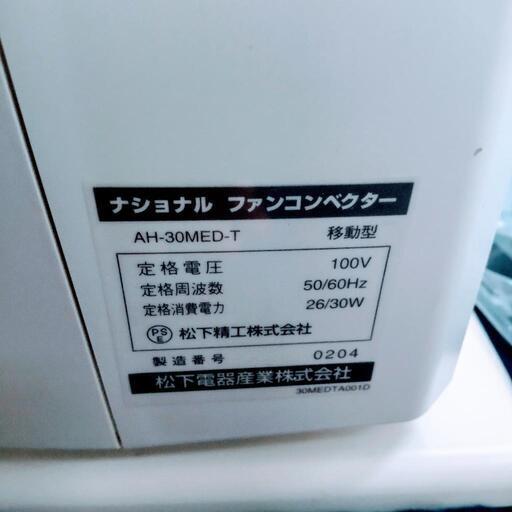 ナショナル ファンコンベクター
AH-30MED-T 移動型
定格電圧 100V
定格周波数 50/60Hz
定格消費電力 26/30W
PSE 松下精工株式会社
製造番号 0204
松下電器産業株式会社
30MEDTA001D